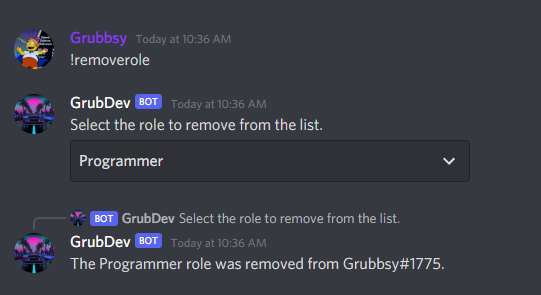 Grubbsy Today at 10:36 AM
!removerole
GrubDev BOT Today at 10:36 AM
Select the role to remove from the list.
Programmer
BOT GrubDev Select the role to remove from the list.
GrubDev BOT Today at 10:36 AM
The Programmer role was removed from Grubbsy#1775.